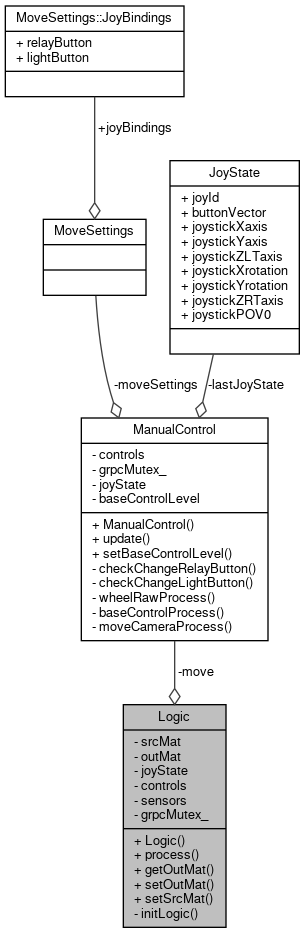 MoveSettings::JoyBindings
+ relayButton
+ lightButton
+joyBindings
MoveSettings
JoyState
+ joyId
+ buttonVector
+ joystickXaxis
+ joystickYaxis
+ joystickZLTaxis
+ joystickXrotation
+ joystickYrotation
+ joystickZRTaxis
+ joystickPOV0
-moveSettings
-lastJoyState
ManualControl
- controls
- grpcMutex_
- joyState
- baseControlLevel
+ ManualControl()
+ update()
+ setBaseControlLevel()
- checkChangeRelayButton()
- checkChangeLightButton()
- wheelRawProcess()
- baseControlProcess()
- moveCameraProcess()
-move
Logic
- srcMat
- outMat
- joyState
- controls
- sensors
- grpcMutex_
+ Logic()
+ process()
+ getOutMat()
+ setOutMat()
+ setSrcMat()
- initLogic()